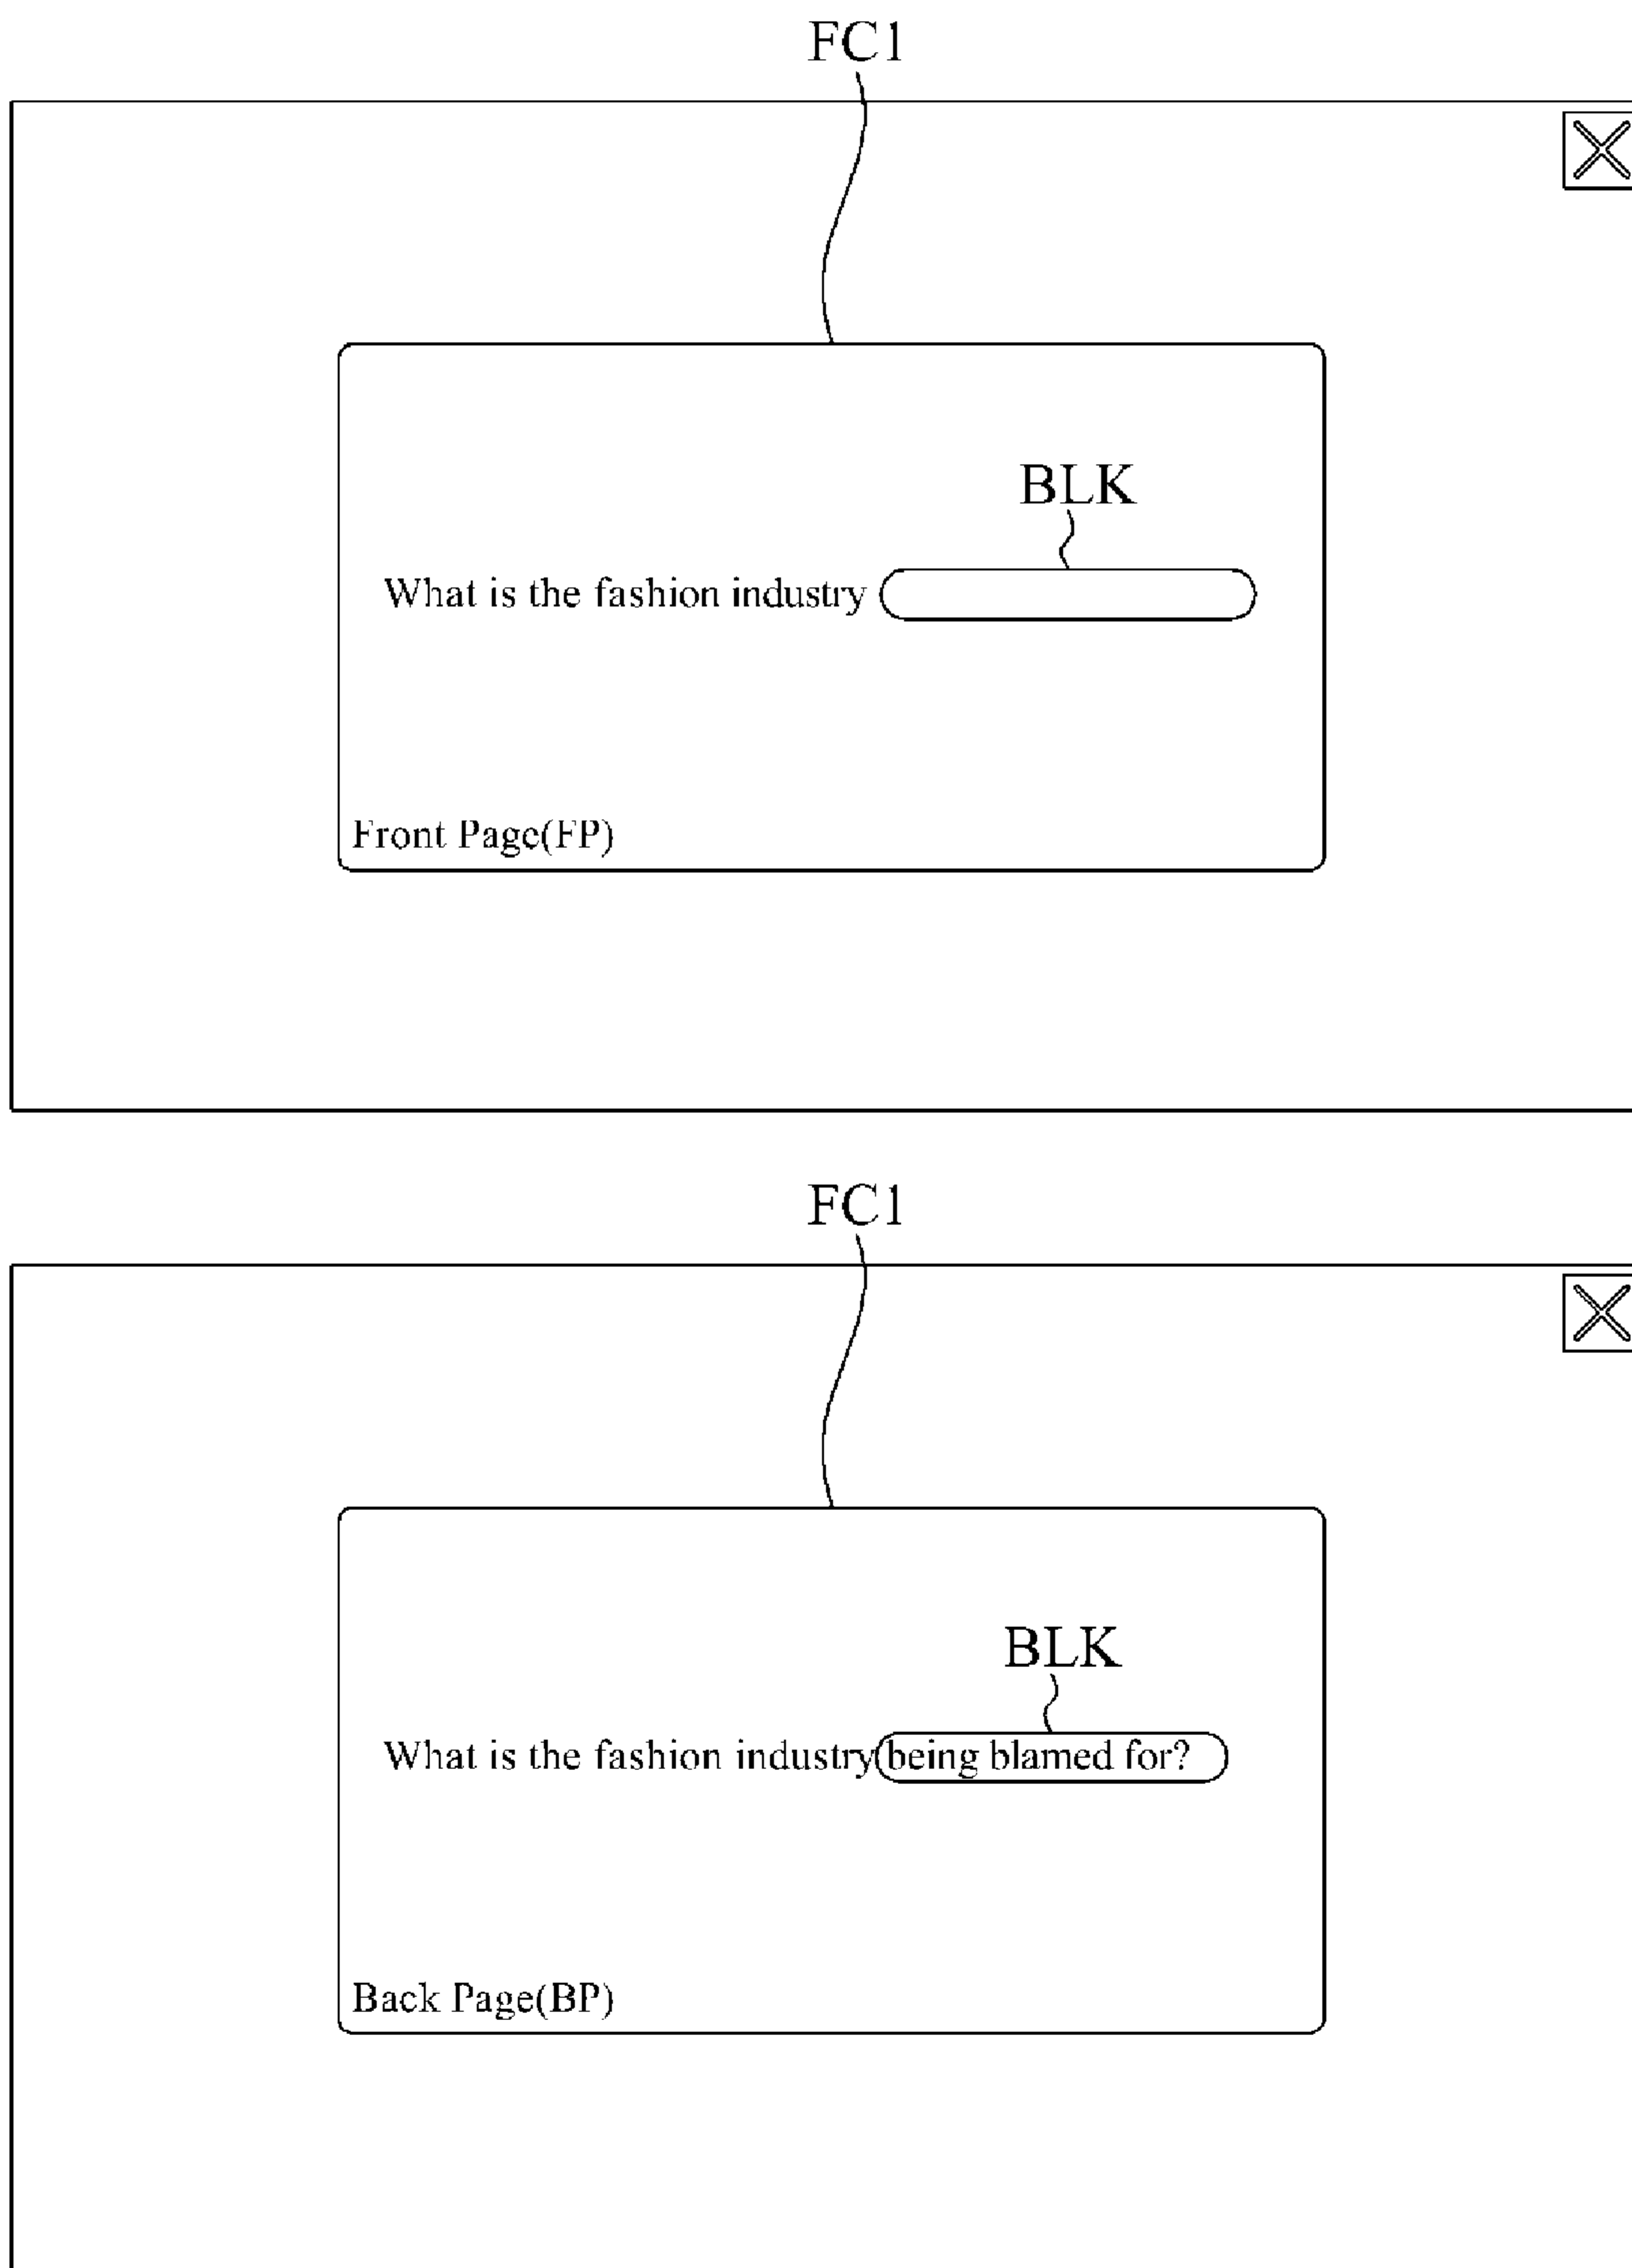 FC1
BLK
What is the fashion industry
Front Page(FP)
FC1
BLK
What is the fashion industry being blamed for?
Back Page(BP)